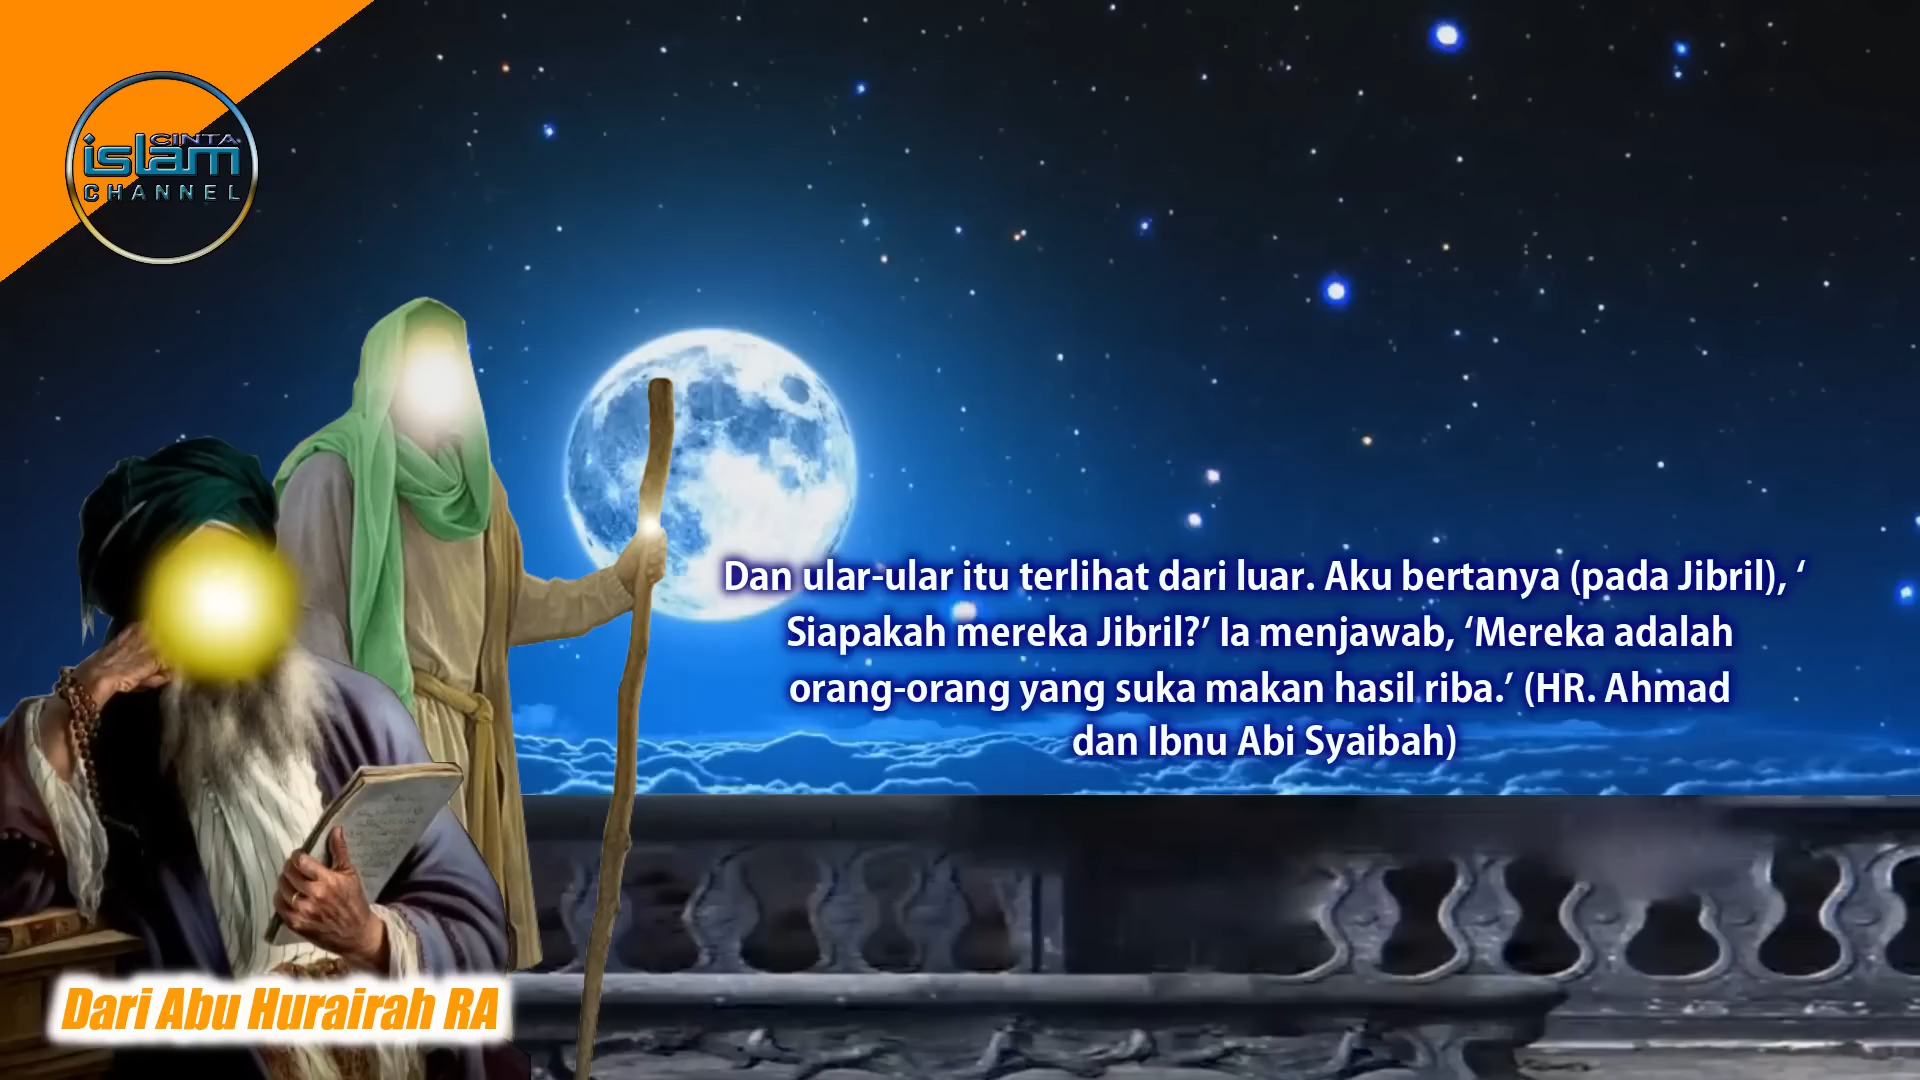 CINTA
islam
CHANNEL
Dan ular-ular itu terlihat dari luar. Aku bertanya (pada Jibril), ‘
Siapakah mereka Jibril?’ Ia menjawab, ‘Mereka adalah
orang-orang yang suka makan hasil riba.’ (HR. Ahmad
dan Ibnu Abi Syaibah)
Dari Abu Hurairah RA